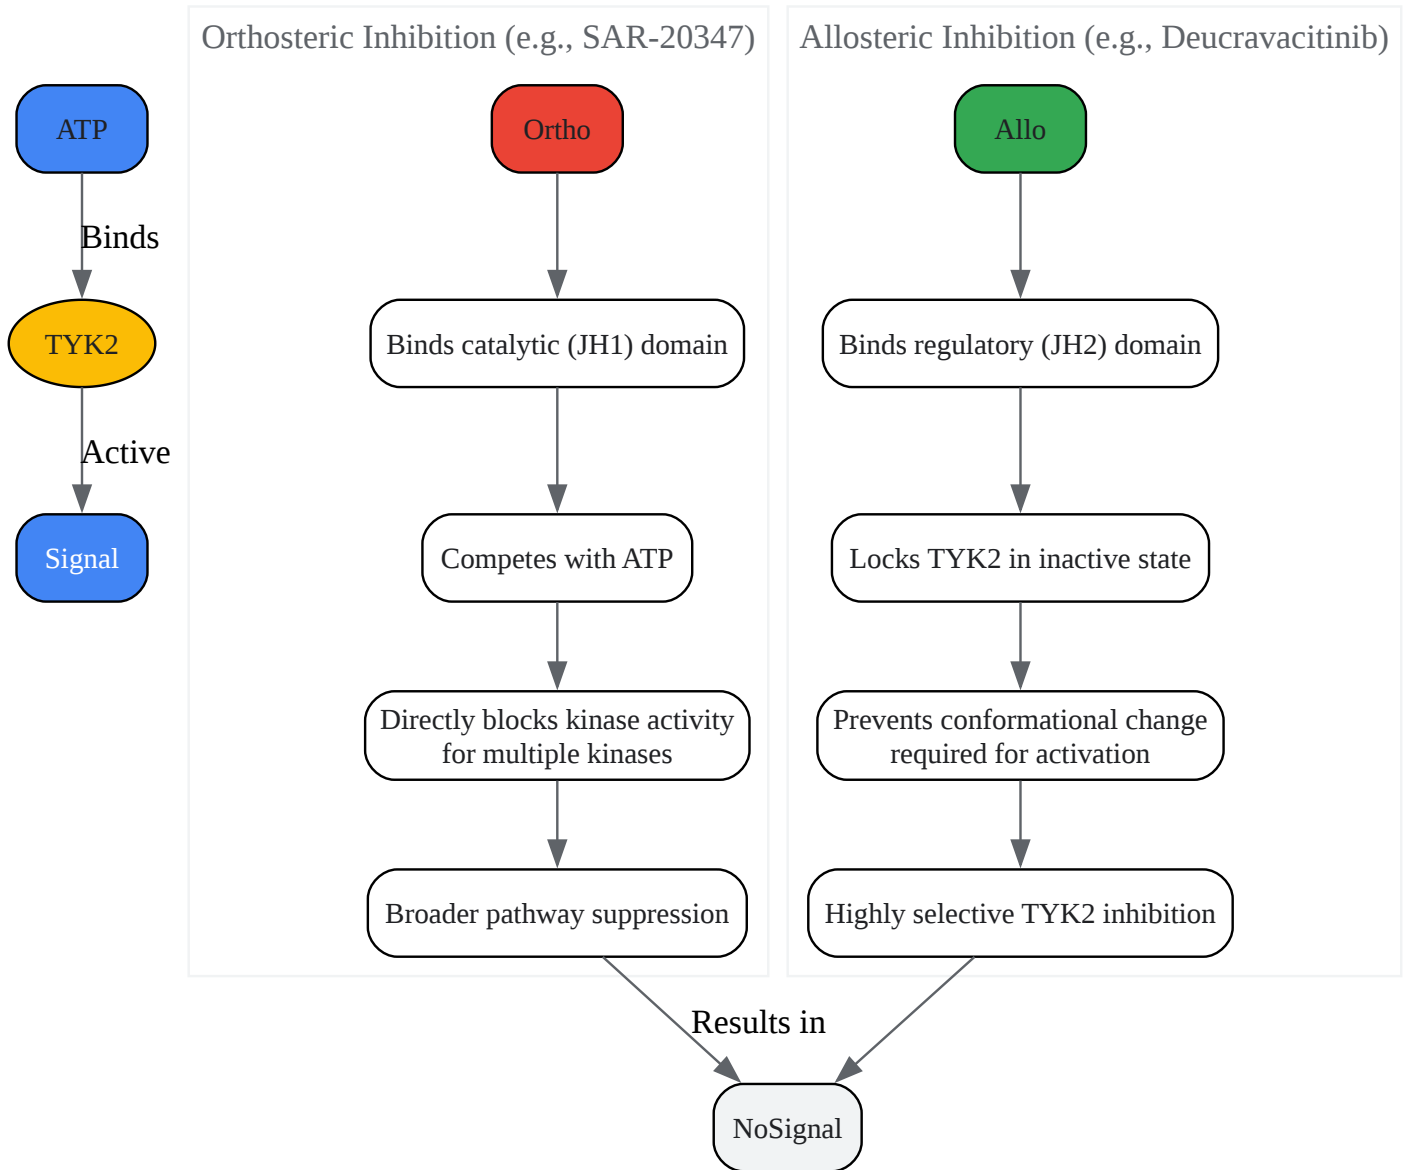 Orthosteric Inhibition (e.g., SAR-20347)
Allosteric Inhibition (e.g., Deucravacitinib)
ATP
Ortho
Allo
Binds
TYK2
Binds catalytic (JH1) domain
Binds regulatory (JH2) domain
Active
Signal
Competes with ATP
Locks TYK2 in inactive state
Directly blocks kinase activity
for multiple kinases
Prevents conformational change
required for activation
Broader pathway suppression
Highly selective TYK2 inhibition
Results in
NoSignal